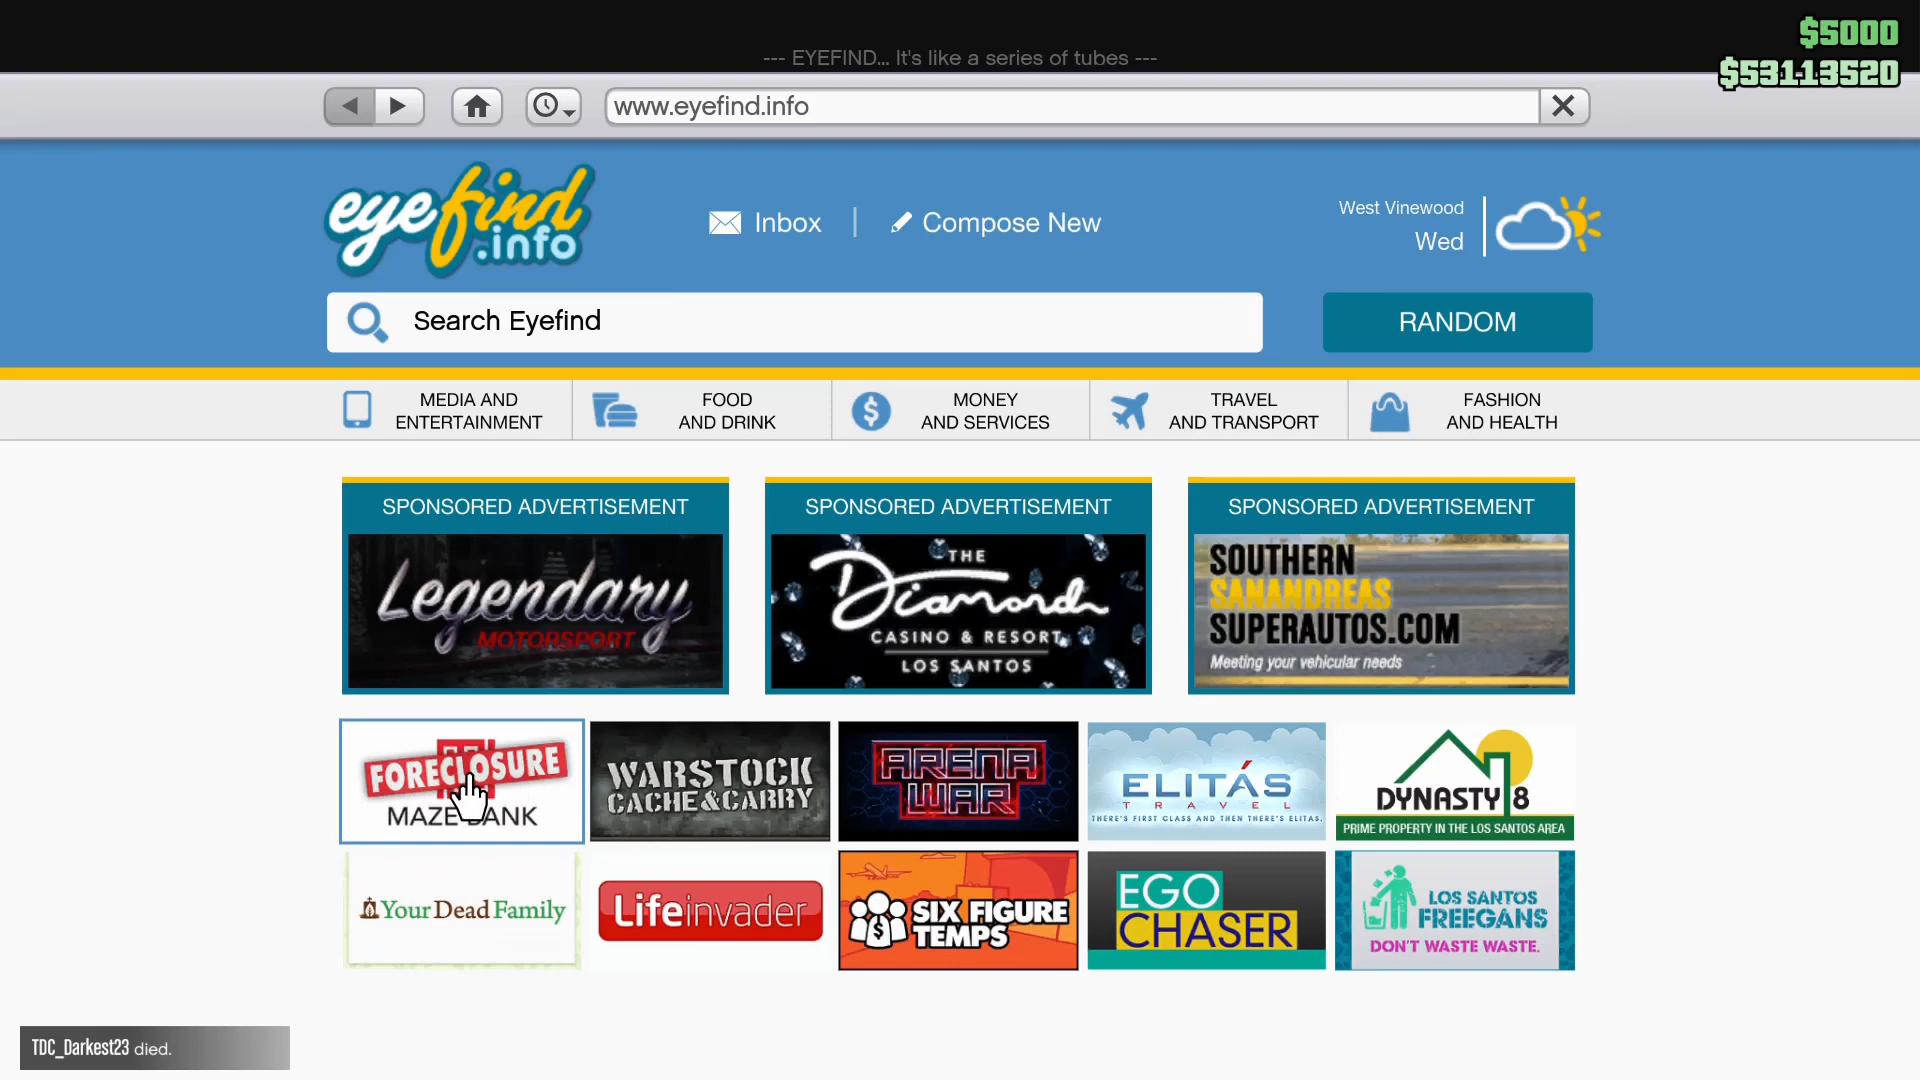 $5000
--- EYEFIND... It's like a series of tubes ---
$53113520
www.eyefind.info
eyefind
.info
Inbox
Compose New
West Vinewood
Wed
Search Eyefind
RANDOM
MEDIA AND
ENTERTAINMENT
FOOD
AND DRINK
MONEY
AND SERVICES
TRAVEL
AND TRANSPORT
FASHION
AND HEALTH
SPONSORED ADVERTISEMENT
Legendary
MOTORSPORT
SPONSORED ADVERTISEMENT
THE
Diamond
CASINO & RESORT
LOS SANTOS
SPONSORED ADVERTISEMENT
SOUTHERN
SANANDREAS
SUPERAUTOS.COM
Meeting your vehicular needs
FORECLOSURE
MAZE BANK
WARSTOCK
CACHE&CARRY
ARENA
WAR
ELITÁS
TRAVEL
THERE'S FIRST CLASS AND THEN THERE'S ELITAS.
DYNASTY 8
PRIME PROPERTY IN THE LOS SANTOS AREA
YourDeadFamily
Lifeinvader
SIX FIGURE
TEMPS
EGO
CHASER
LOS SANTOS
FREEGANS
DON'T WASTE WASTE.
TDC_Darkest23 died.